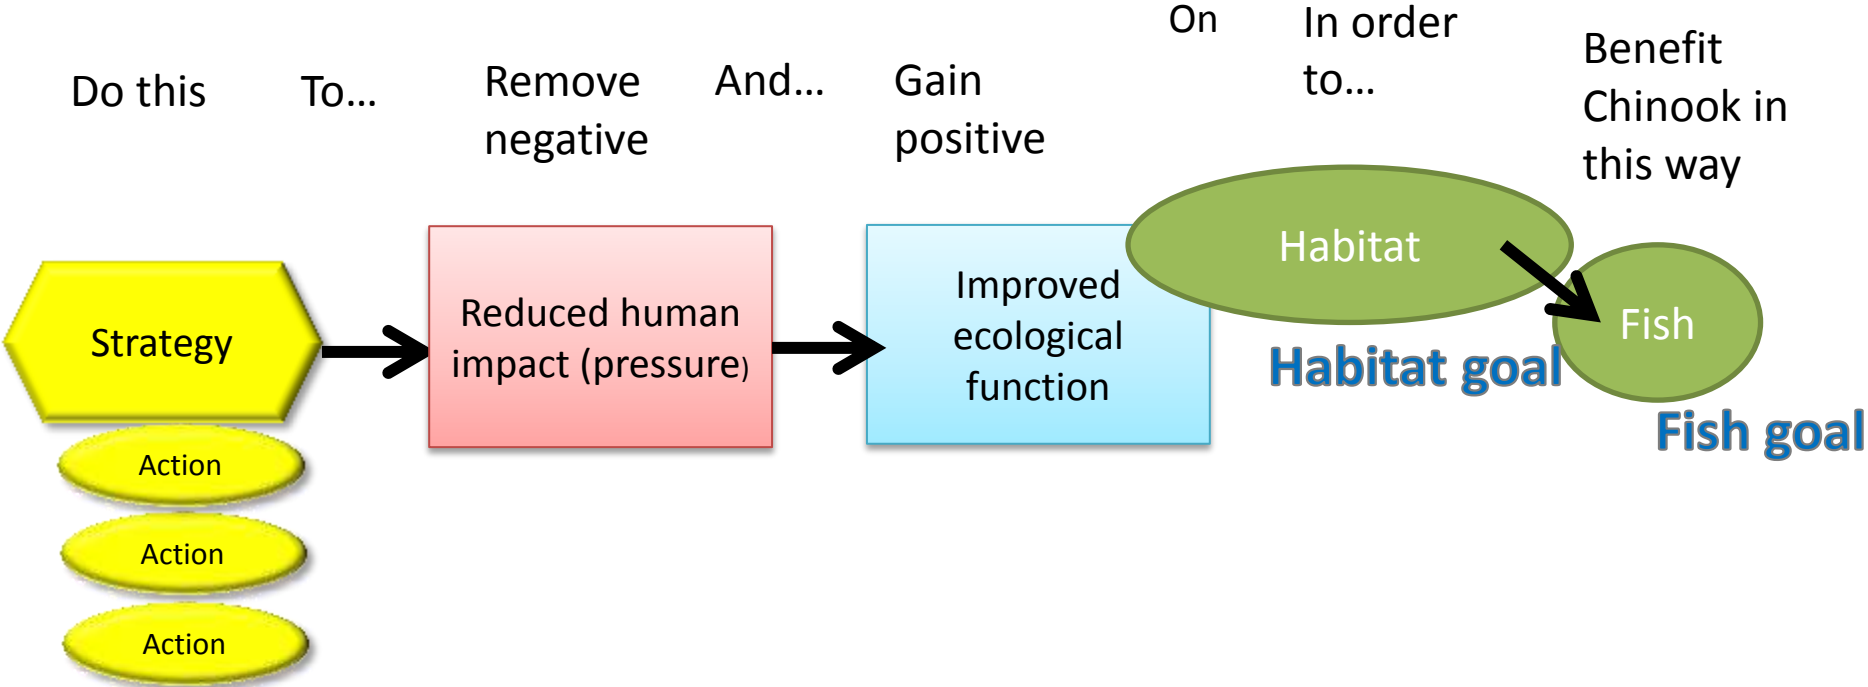 Do this
To...
Remove
negative
And...
Gain
positive
On
In order
to...
Benefit
Chinook in
this way
Strategy
Action
Action
Action
Reduced human
impact (pressure)
Improved
ecological
function
Habitat
Habitat goal
Fish
Fish goal